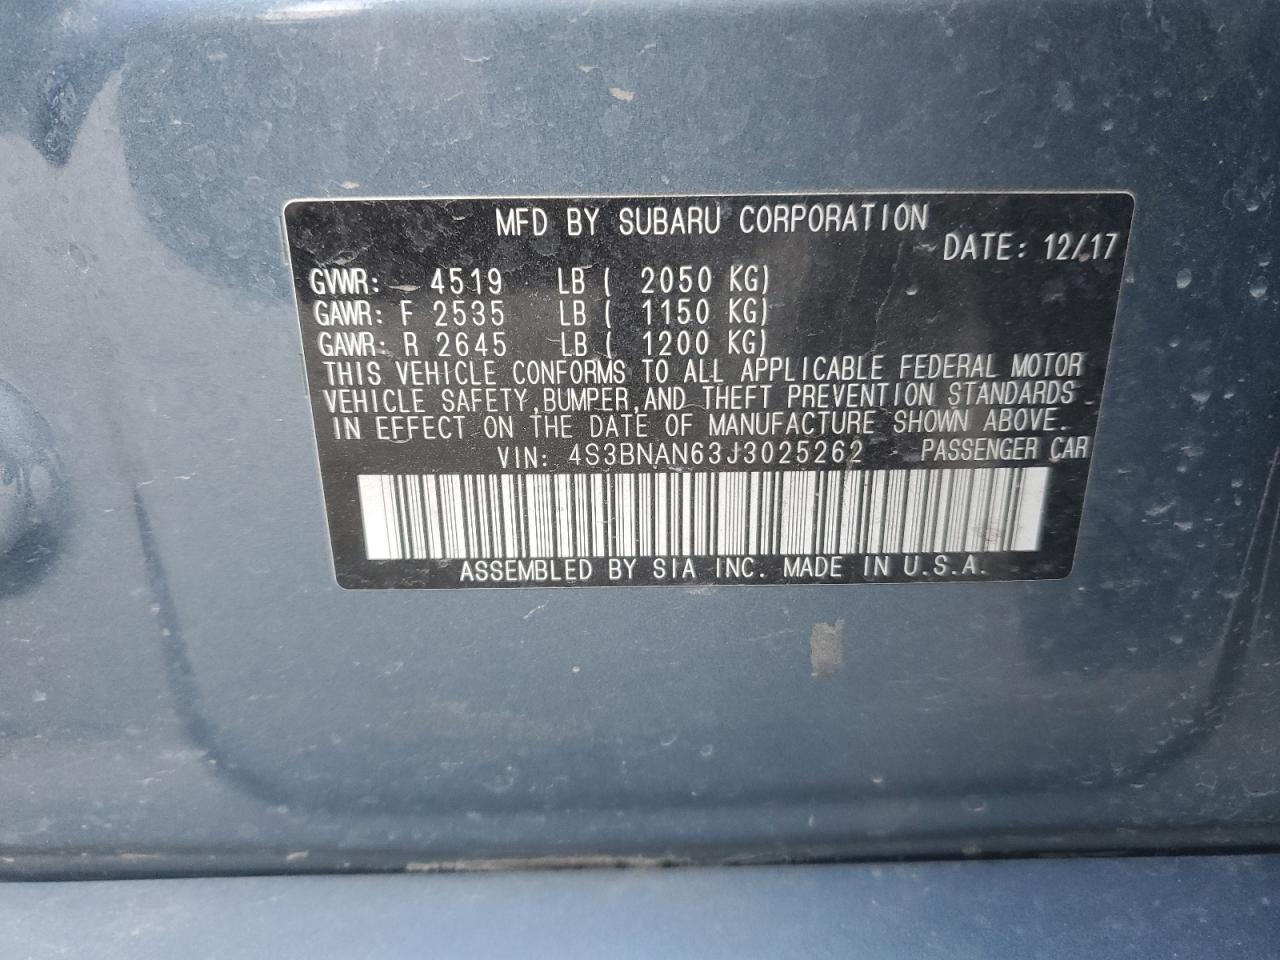 MFD BY SUBARU CORPORATION
DATE: 12/17
GVWR: 4519 LB ( 2050 KG)
GAWR: F 2535 LB ( 1150 KG)
GAWR: R 2645 LB ( 1200 KG)
THIS VEHICLE CONFORMS TO ALL APPLICABLE FEDERAL MOTOR
VEHICLE SAFETY, BUMPER, AND THEFT PREVENTION STANDARDS
IN EFFECT ON THE DATE OF MANUFACTURE SHOWN ABOVE.
VIN: 4S3BNAN63J3025262 PASSENGER CAR
ASSEMBLED BY SIA INC. MADE IN U.S.A.